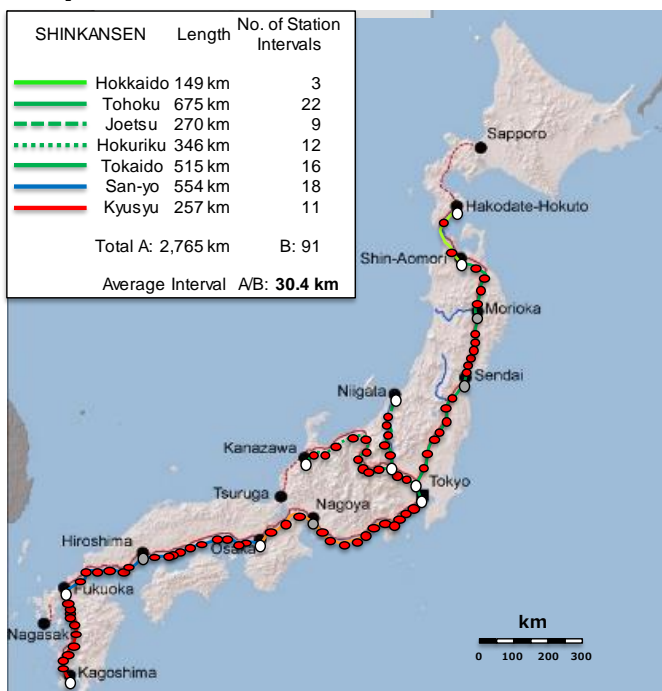 SHINKANSEN Length No. of Station Intervals
Hokkaido 149 km 3
Tohoku 675 km 22
Joetsu 270 km 9
Hokuriku 346 km 12
Tokaido 515 km 16
San-yo 554 km 18
Kyusyu 257 km 11
Total A: 2,765 km B: 91
Average Interval A/B: 30.4 km
Sapporo
Hakodate-Hokuto
Shin-Aomori
Morioka
Sendai
Niigata
Kanazawa
Tokyo
Tsuruga
Nagoya
Hiroshima
Osaka
Fukuoka
Nagasak
Kagoshima
km
0 100 200 300